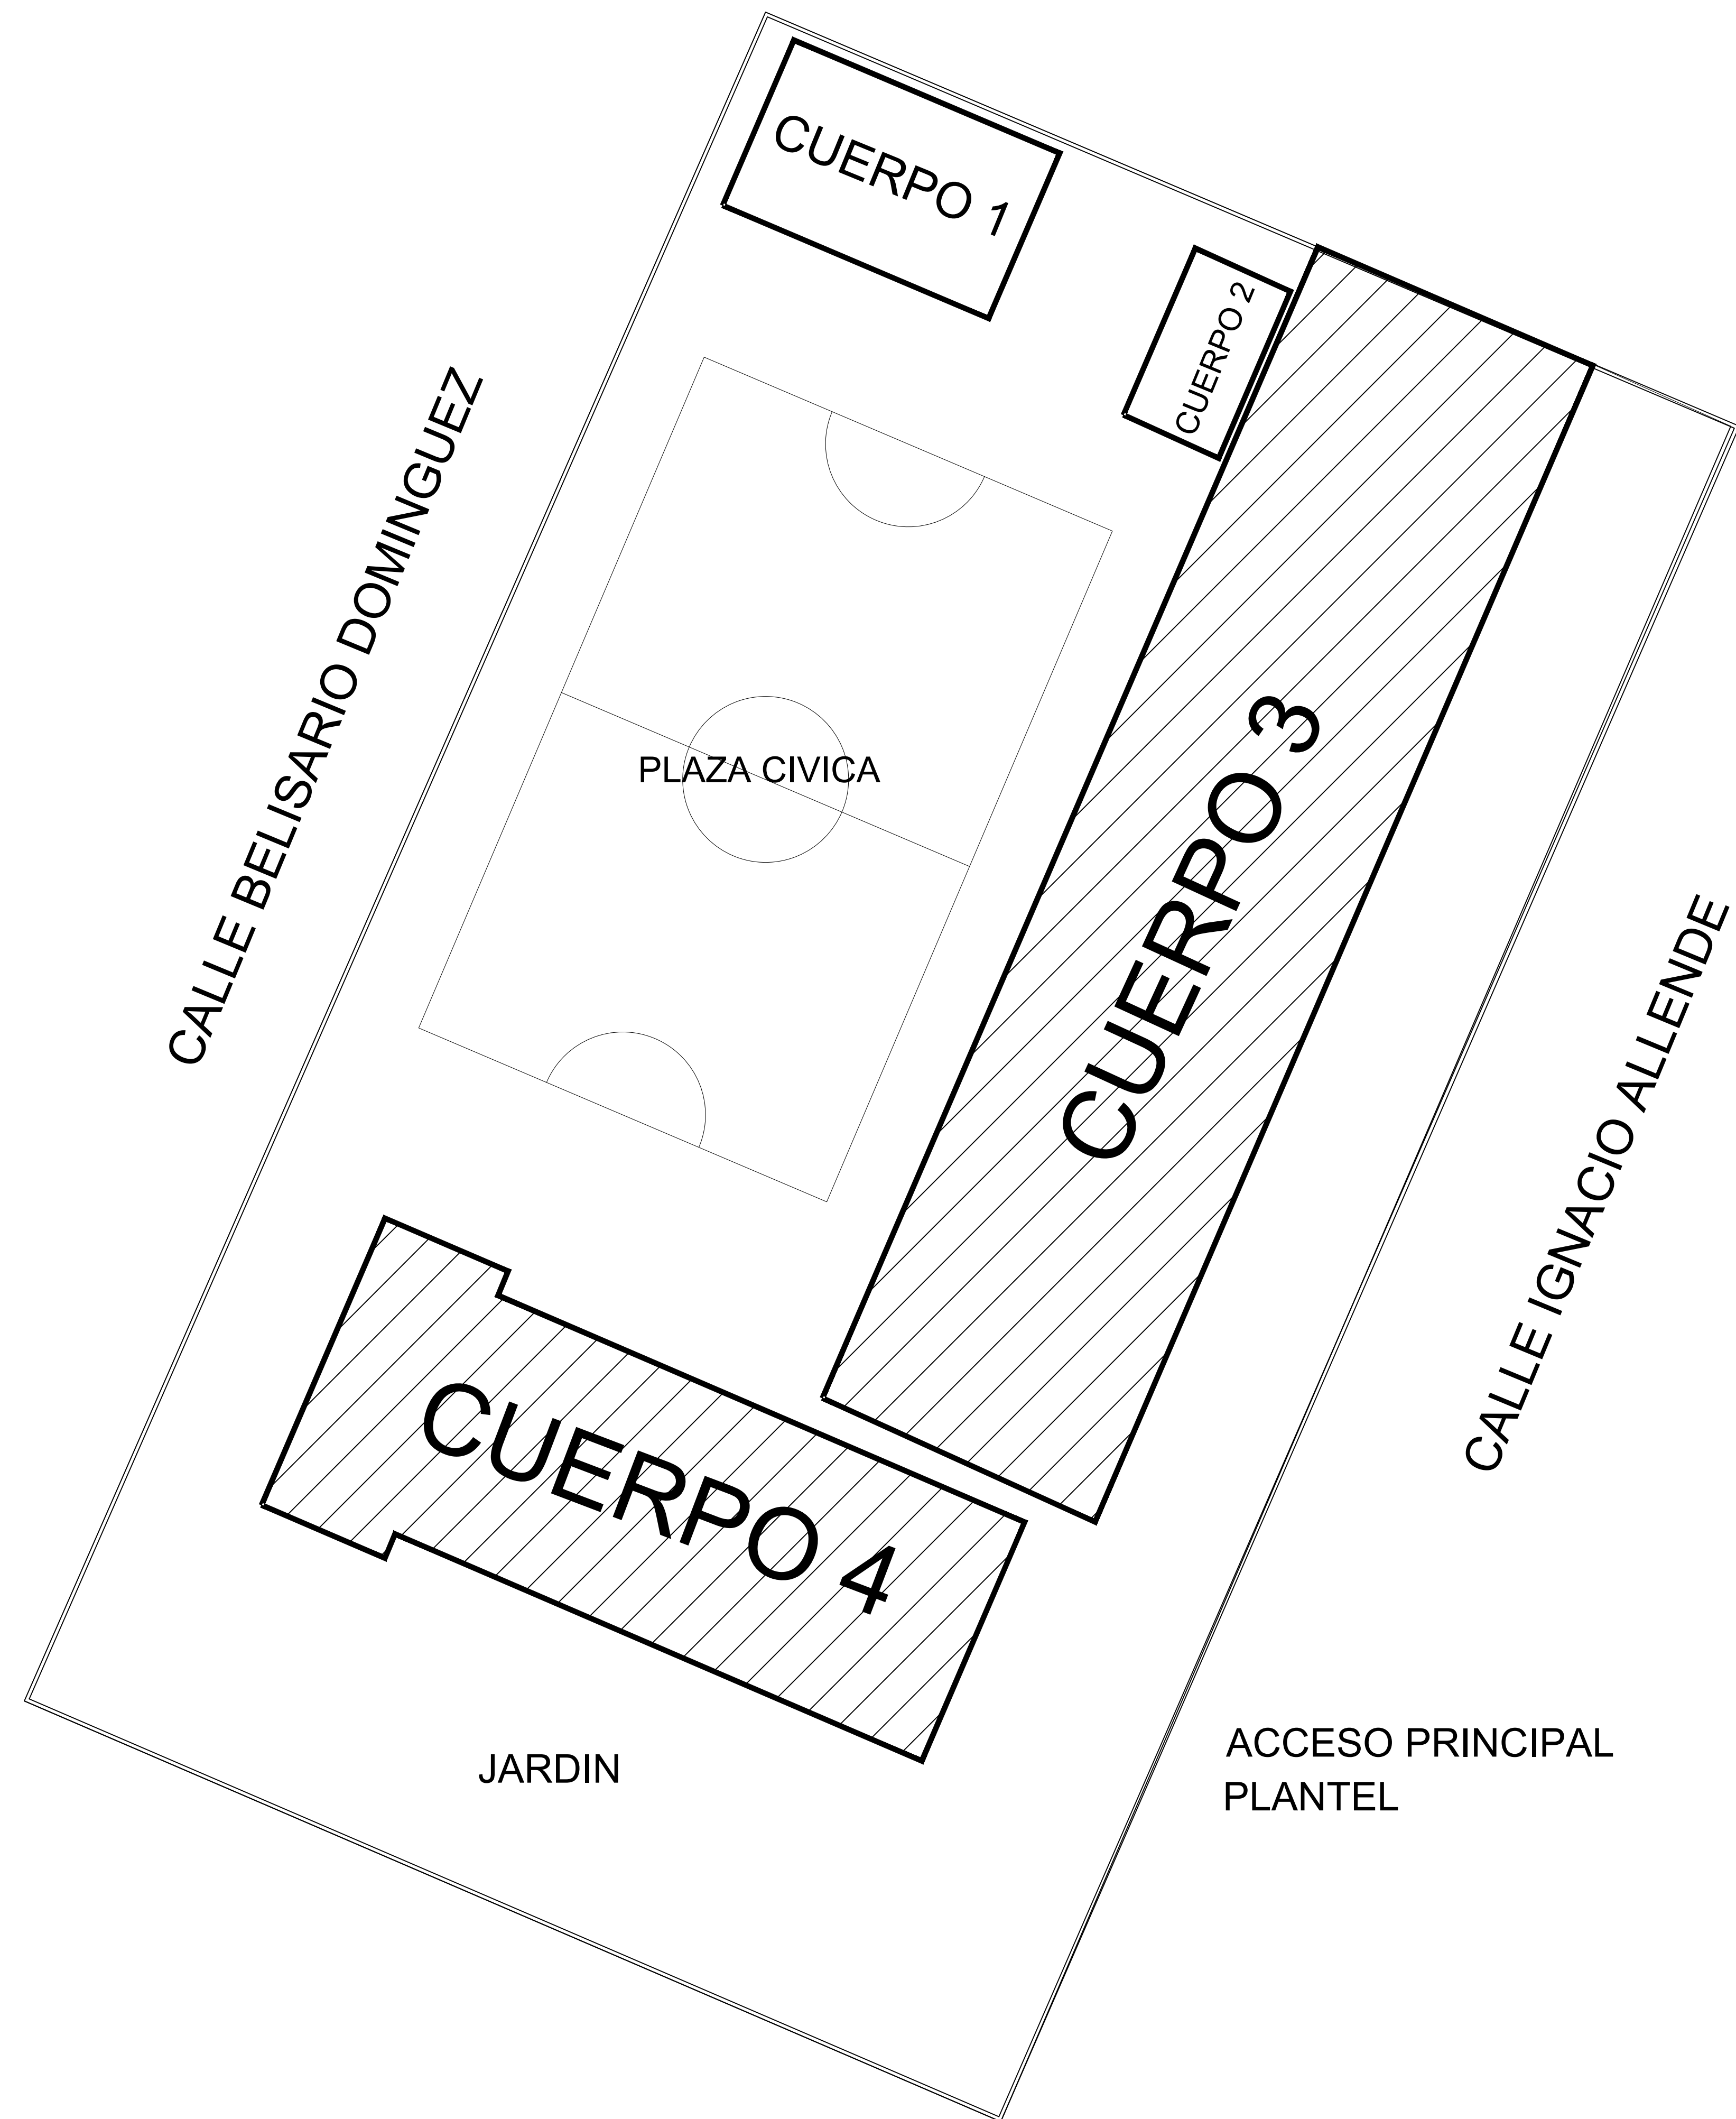 CUERPO 1
CUERPO 2
CALLE BELISARIO DOMINGUEZ
PLAZA CIVICA
CUERPO 3
CALLE IGNACIO ALLENDE
CUERPO 4
ACCESO PRINCIPAL
PLANTEL
JARDIN